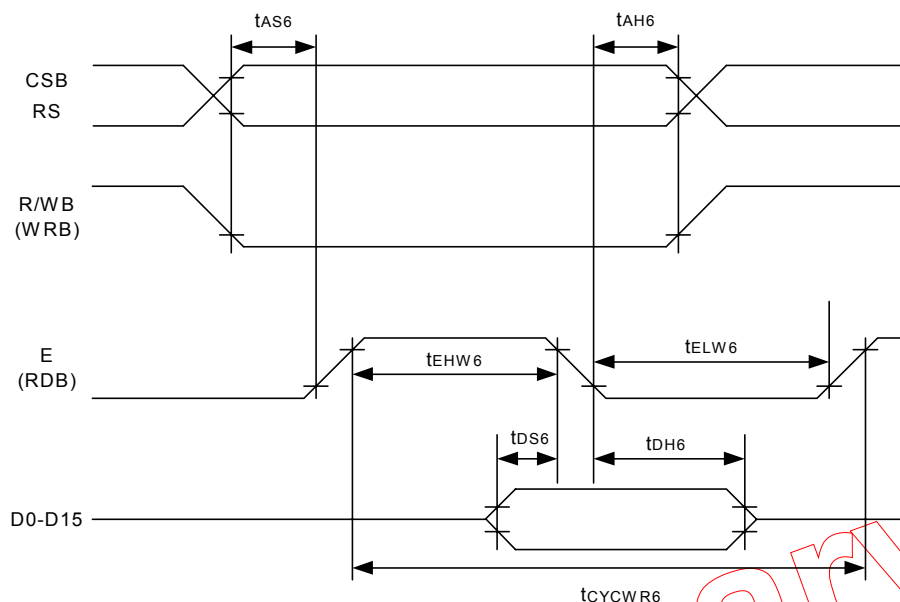 tAS6 tAH6
CSB
RS
R/WB
(WRB)
E
(RDB)
tEHW6 tELW6
tDS6 tDH6
D0-D15
tCYCWR6